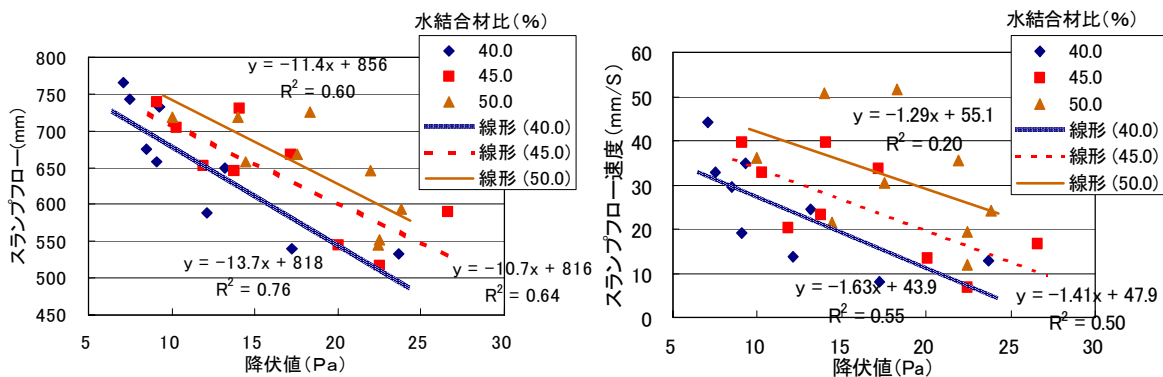 水結合材比(%)
40.0
45.0
50.0
線形 (40.0)
線形 (45.0)
線形 (50.0)
スランプフロー(mm)
800
750
700
650
600
550
500
450
5
10
15
20
25
30
降伏値(Pa)
y = -11.4x + 856
R² = 0.60
y = -13.7x + 818
R² = 0.76
y = -10.7x + 816
R² = 0.64
水結合材比(%)
40.0
45.0
50.0
線形 (40.0)
線形 (45.0)
線形 (50.0)
スランプフロー速度(mm/S)
60
50
40
30
20
10
0
5
10
15
20
25
30
降伏値(Pa)
y = -1.29x + 55.1
R² = 0.20
y = -1.63x + 43.9
R² = 0.55
y = -1.41x + 47.9
R² = 0.50